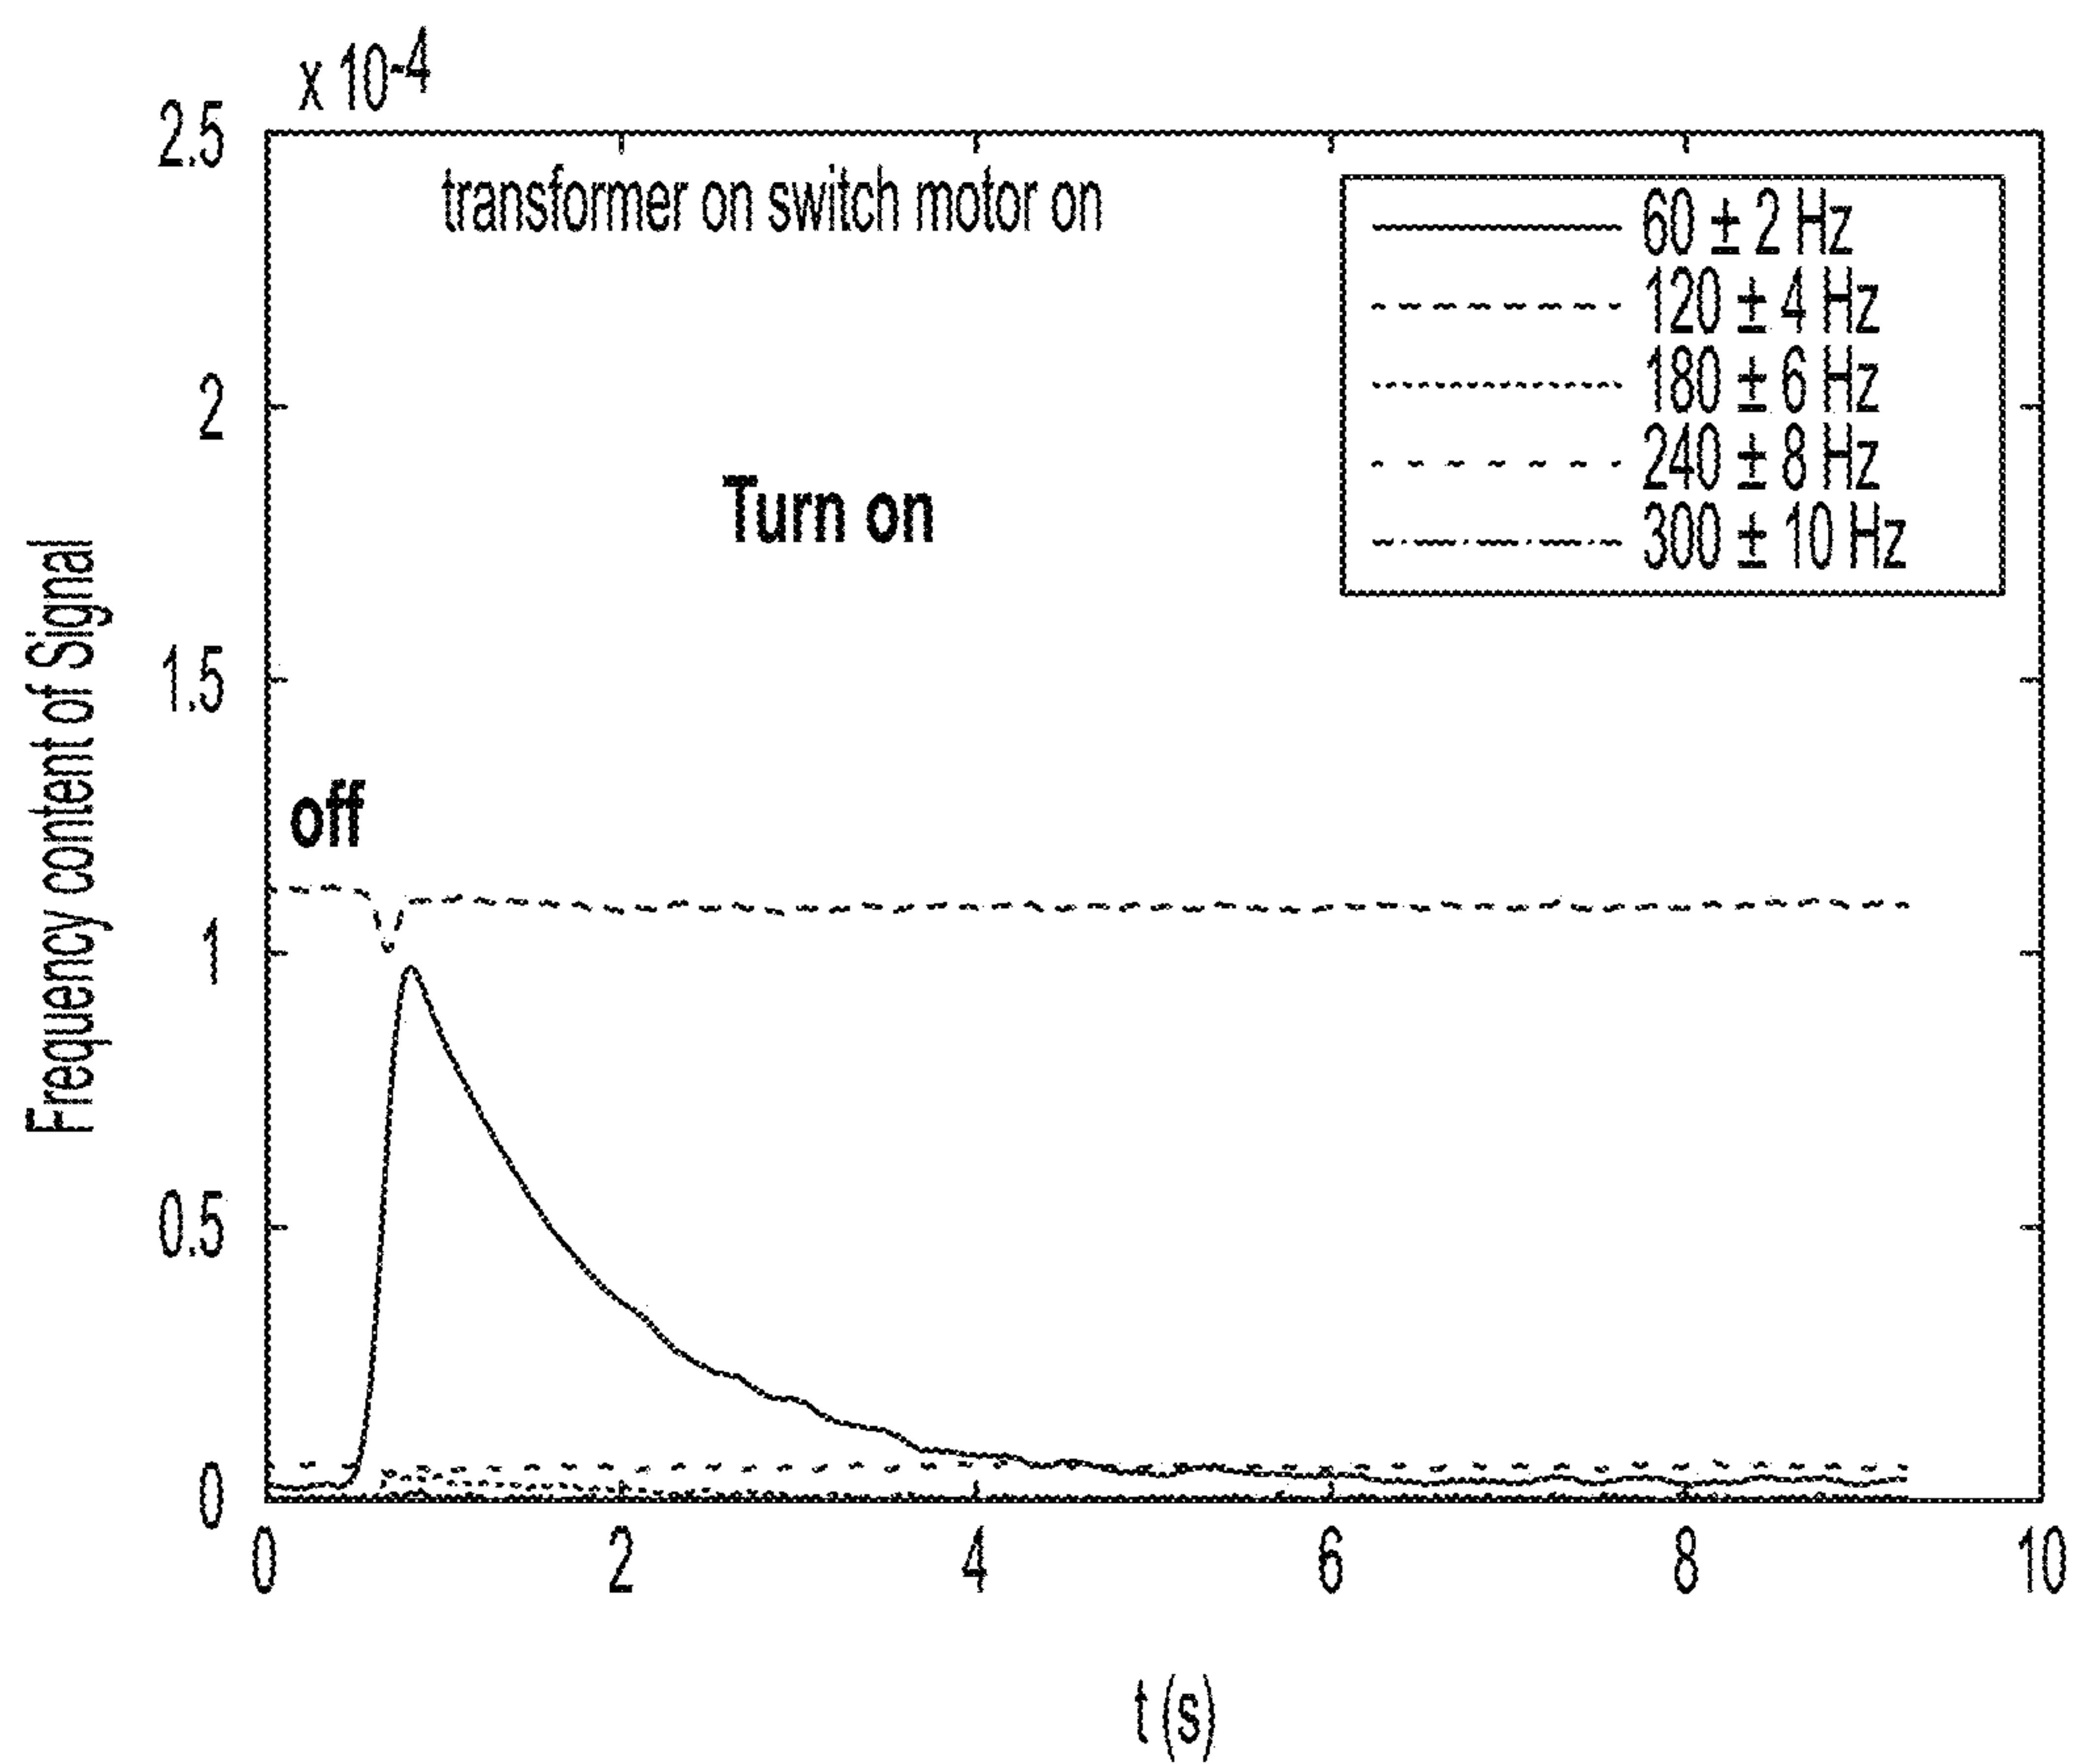 x 10-4
2.5
2
1.5
1
0.5
0
Frequency content of Signal
transformer on switch motor on
60 ± 2 Hz
120 ± 4 Hz
180 ± 6 Hz
240 ± 8 Hz
300 ± 10 Hz
Turn on
off
0 2 4 6 8 10
t (s)